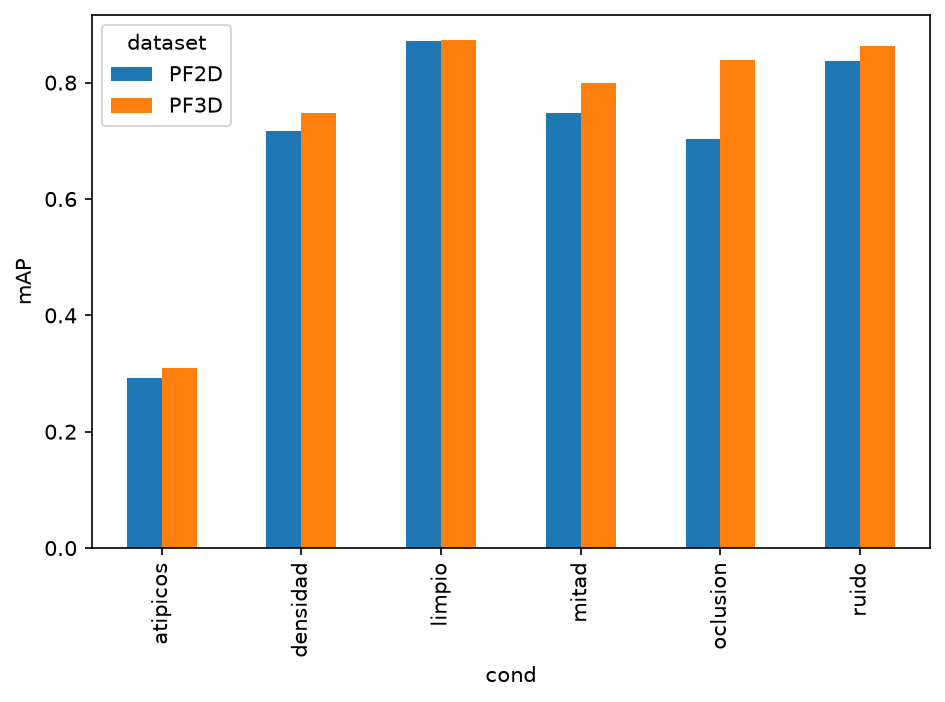 dataset
PF2D
PF3D
0.8
0.6
0.4
0.2
0.0
mAP
atipicos
densidad
limpio
mitad
oclusion
ruido
cond